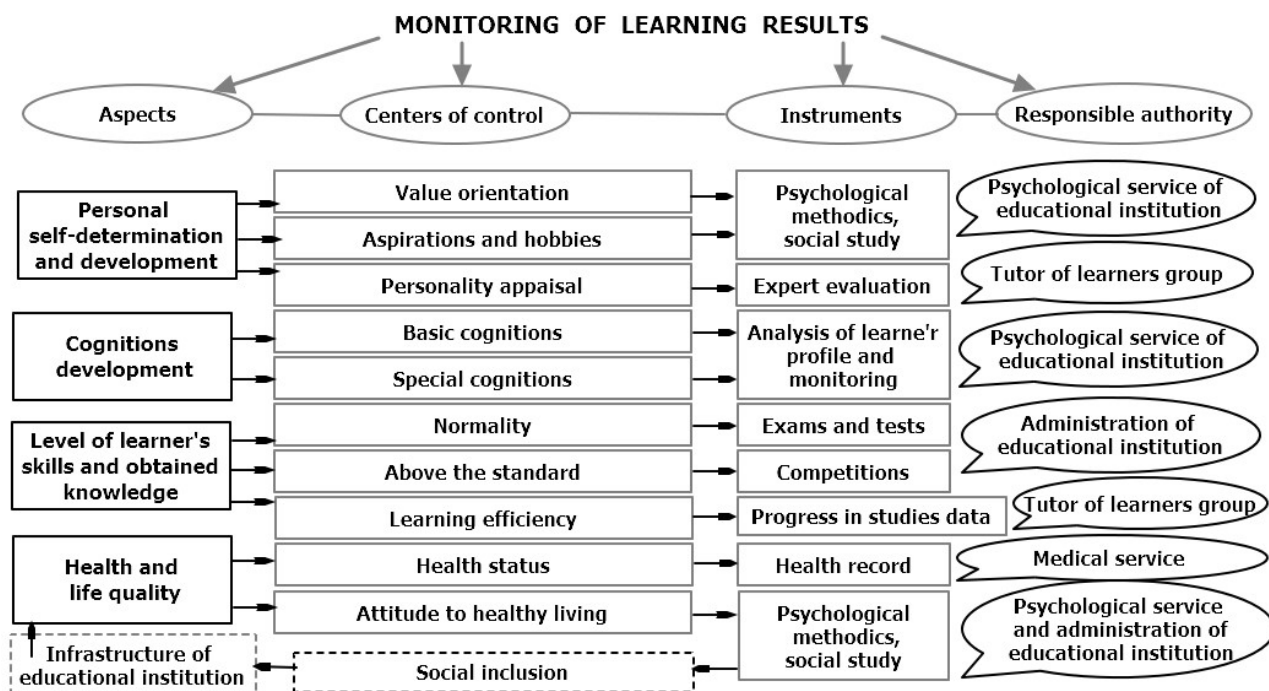 MONITORING OF LEARNING RESULTS
Aspects
Centers of control
Instruments
Responsible authority
Personal
self-determination
and development
Value orientation
Aspirations and hobbies
Personality appaisal
Psychological
methodics,
social study
Expert evaluation
Psychological service of
educational institution
Tutor of learners group
Cognitions
development
Basic cognitions
Special cognitions
Analysis of learne'r
profile and
monitoring
Psychological service of
educational institution
Level of learner's
skills and obtained
knowledge
Normality
Above the standard
Learning efficiency
Exams and tests
Competitions
Progress in studies data
Administration of
educational institution
Tutor of learners group
Health and
life quality
Health status
Attitude to healthy living
Health record
Psychological
methodics,
social study
Medical service
Psychological service
and administration of
educational institution
Infrastructure of
educational institution
Social inclusion